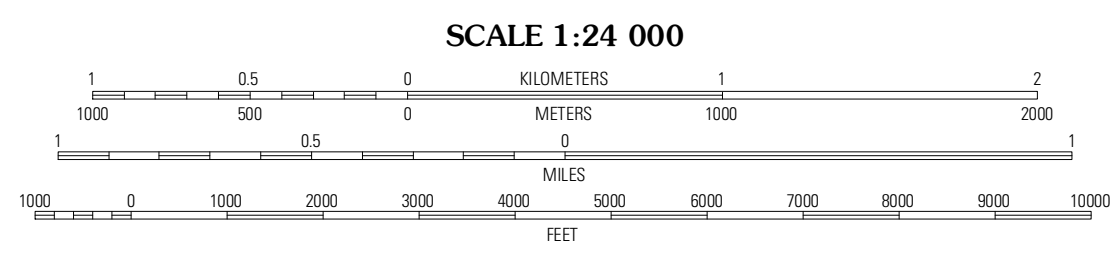 SCALE 1:24 000
1 0.5 0 KILOMETERS 1 2
1000 500 0 METERS 1000 2000
1 0.5 0 1
MILES
1000 0 1000 2000 3000 4000 5000 6000 7000 8000 9000 10000
FEET